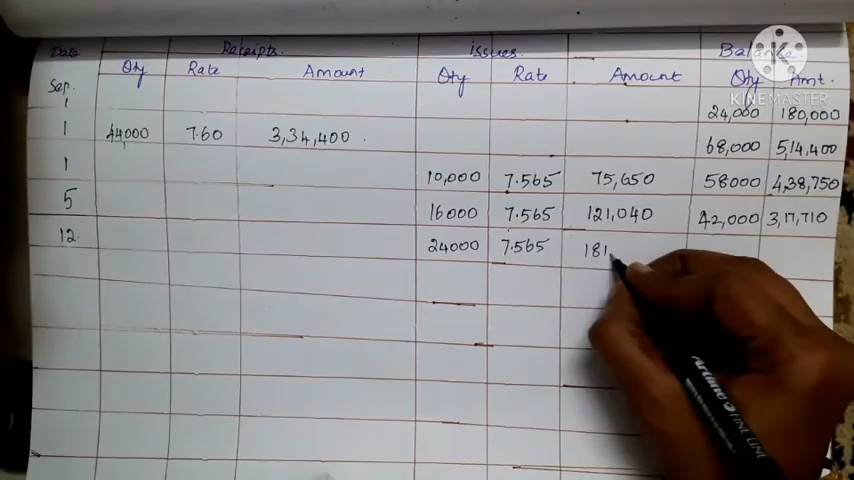 Date Receipts. issues. Balance
Qty Rate Amount Qty Rate Amount Qty Amt.
Sep.
1 24,000 180,000
1 44,000 7.60 3,34,400. 68,000 5,14,400
1 10,000 7.565 75,650 58000 4,38,750
5 16000 7.565 121,040 42,000 3,17,710
12. 24000 7.565 181,
KINEMASTER
Artline FINE LINE